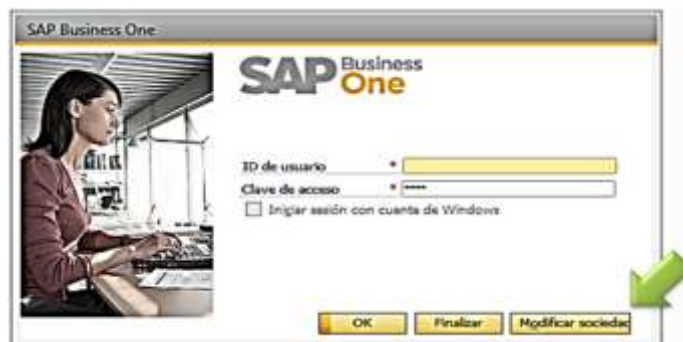 SAP Business One
SAP Business One
ID de usuario * 
Clave de acceso * ****
Iniciar sesión con cuenta de Windows
OK Finalizar Modificar sociedad